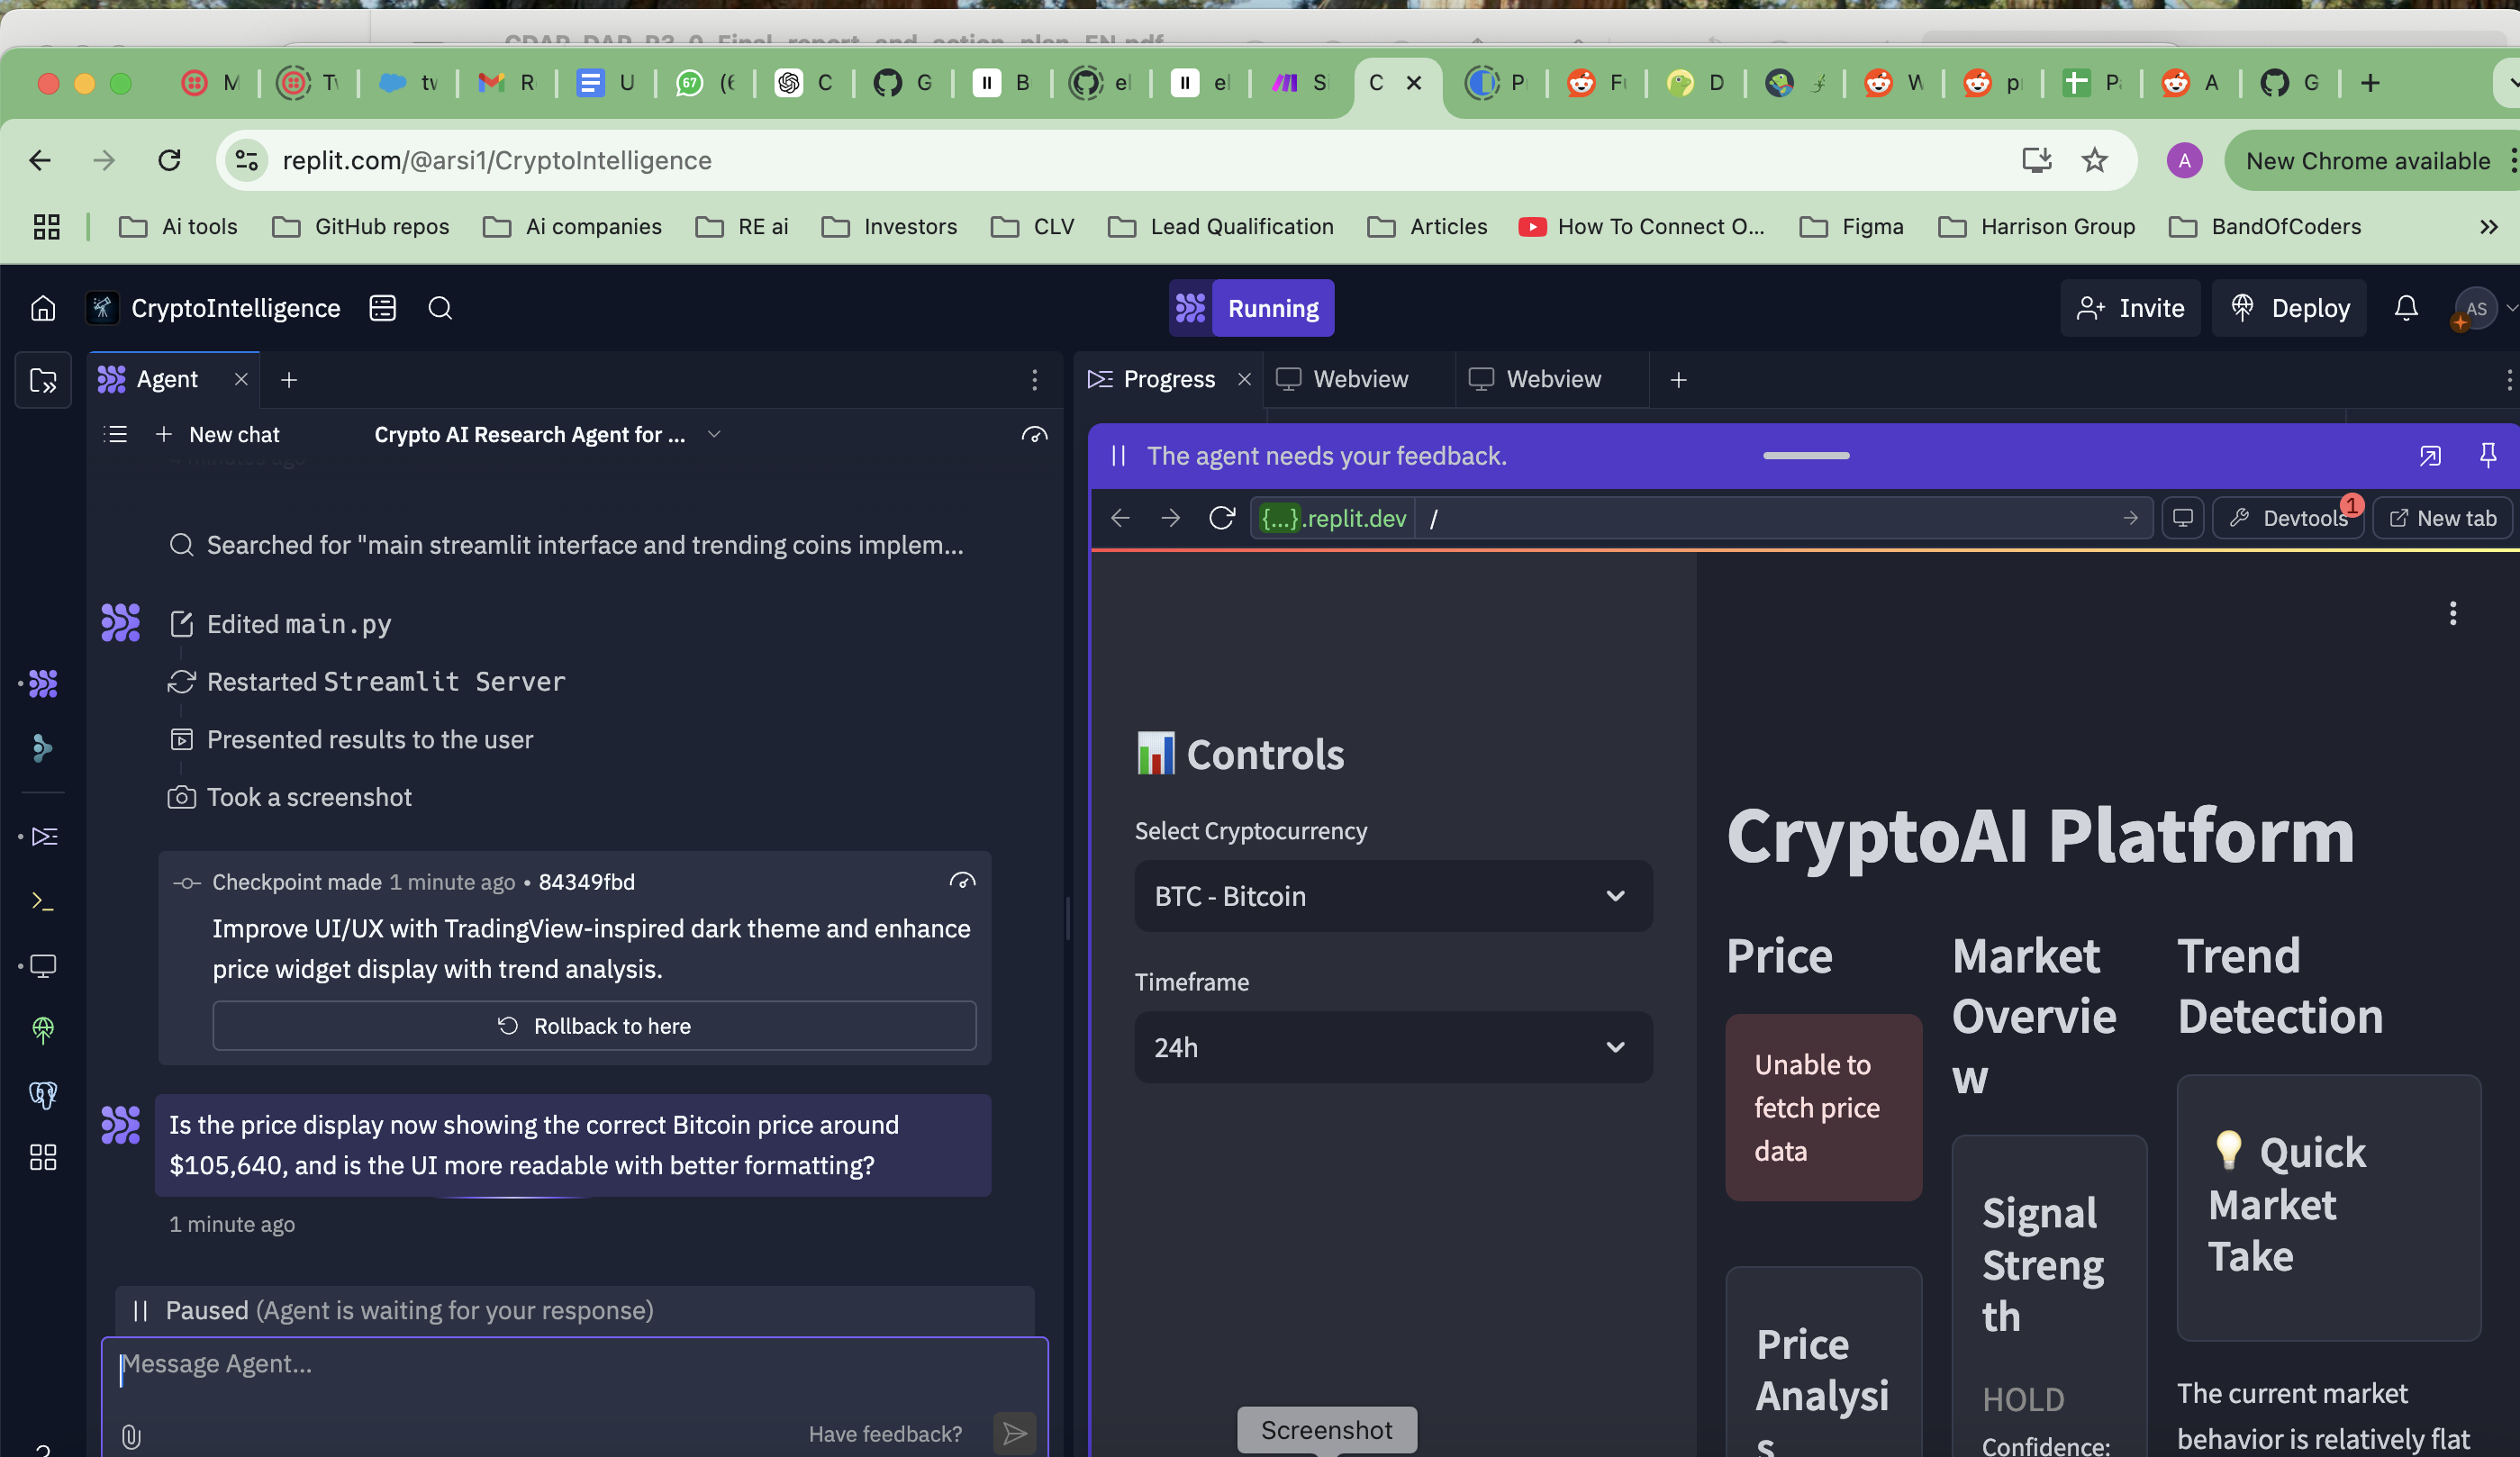 CDAP_DAP_R3_0_Final_report_and_action_plan_EN.pdf
M
Tw
tw
R
U
67
(6
C
G
B
el
el
S
C
P
Fu
D
W
p
P
A
G
replit.com/@arsi1/CryptoIntelligence
A
New Chrome available
Ai tools
GitHub repos
Ai companies
RE ai
Investors
CLV
Lead Qualification
Articles
How To Connect O...
Figma
Harrison Group
BandOfCoders
CryptoIntelligence
Running
Invite
Deploy
AS
Agent
Progress
Webview
Webview
New chat
Crypto AI Research Agent for ...
The agent needs your feedback.
{...}.replit.dev
/
Devtools
1
New tab
Searched for "main streamlit interface and trending coins implem...
Edited main.py
Restarted Streamlit Server
Presented results to the user
Took a screenshot
Checkpoint made 1 minute ago • 84349fbd
Improve UI/UX with TradingView-inspired dark theme and enhance
price widget display with trend analysis.
Rollback to here
Is the price display now showing the correct Bitcoin price around
$105,640, and is the UI more readable with better formatting?
1 minute ago
Paused (Agent is waiting for your response)
Message Agent...
Have feedback?
Controls
Select Cryptocurrency
BTC - Bitcoin
Timeframe
24h
CryptoAI Platform
Price
Unable to
fetch price
data
Price
Analysi
s
Market
Overvie
w
Signal
Streng
th
HOLD
Confidence:
Trend
Detection
Quick
Market
Take
The current market
behavior is relatively flat
Screenshot